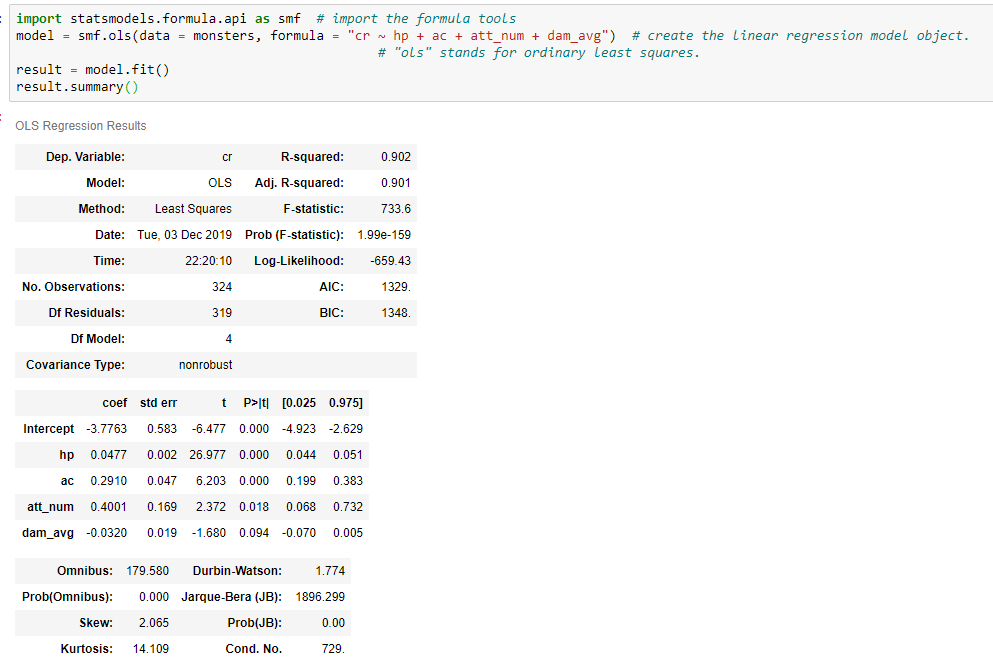 import statsmodels.formula.api as smf  # import the formula tools
model = smf.ols(data = monsters, formula = "cr ~ hp + ac + att_num + dam_avg")  # create the linear regression model object.
# "ols" stands for ordinary least squares.
result = model.fit()
result.summary()
OLS Regression Results
Dep. Variable: cr R-squared: 0.902
Model: OLS Adj. R-squared: 0.901
Method: Least Squares F-statistic: 733.6
Date: Tue, 03 Dec 2019 Prob (F-statistic): 1.99e-159
Time: 22:20:10 Log-Likelihood: -659.43
No. Observations: 324 AIC: 1329.
Df Residuals: 319 BIC: 1348.
Df Model: 4
Covariance Type: nonrobust
coef std err t P>|t| [0.025 0.975]
Intercept -3.7763 0.583 -6.477 0.000 -4.923 -2.629
hp 0.0477 0.002 26.977 0.000 0.044 0.051
ac 0.2910 0.047 6.203 0.000 0.199 0.383
att_num 0.4001 0.169 2.372 0.018 0.068 0.732
dam_avg -0.0320 0.019 -1.680 0.094 -0.070 0.005
Omnibus: 179.580 Durbin-Watson: 1.774
Prob(Omnibus): 0.000 Jarque-Bera (JB): 1896.299
Skew: 2.065 Prob(JB): 0.00
Kurtosis: 14.109 Cond. No. 729.